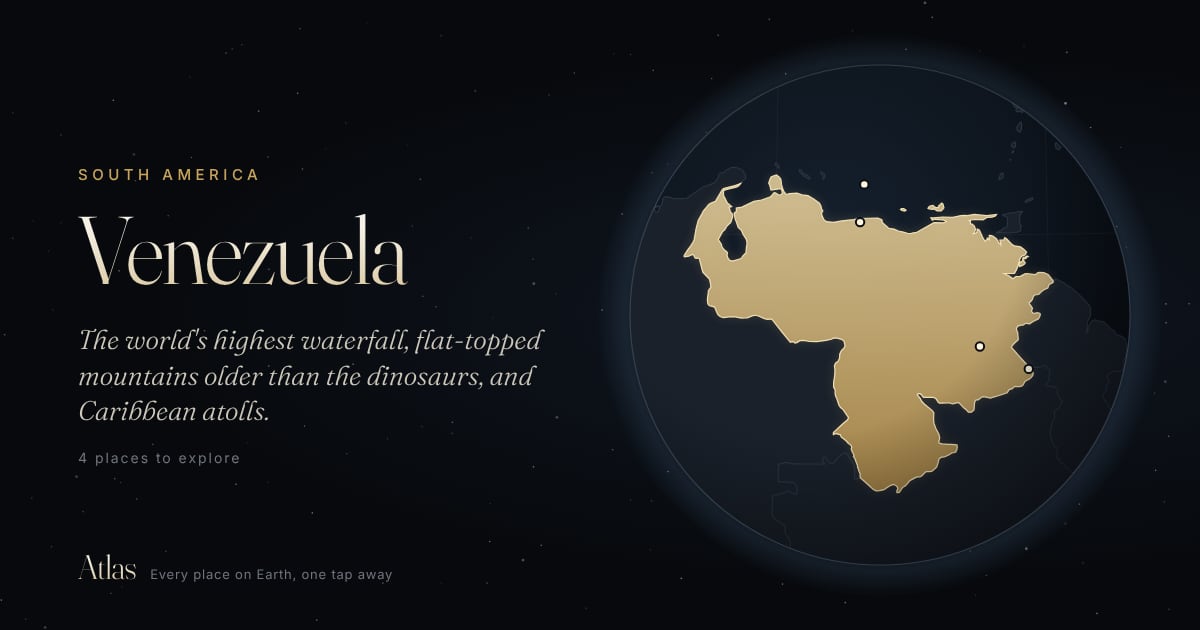 SOUTH AMERICA
Venezuela
The world's highest waterfall, flat-topped
mountains older than the dinosaurs, and
Caribbean atolls.
4 places to explore
Atlas Every place on Earth, one tap away